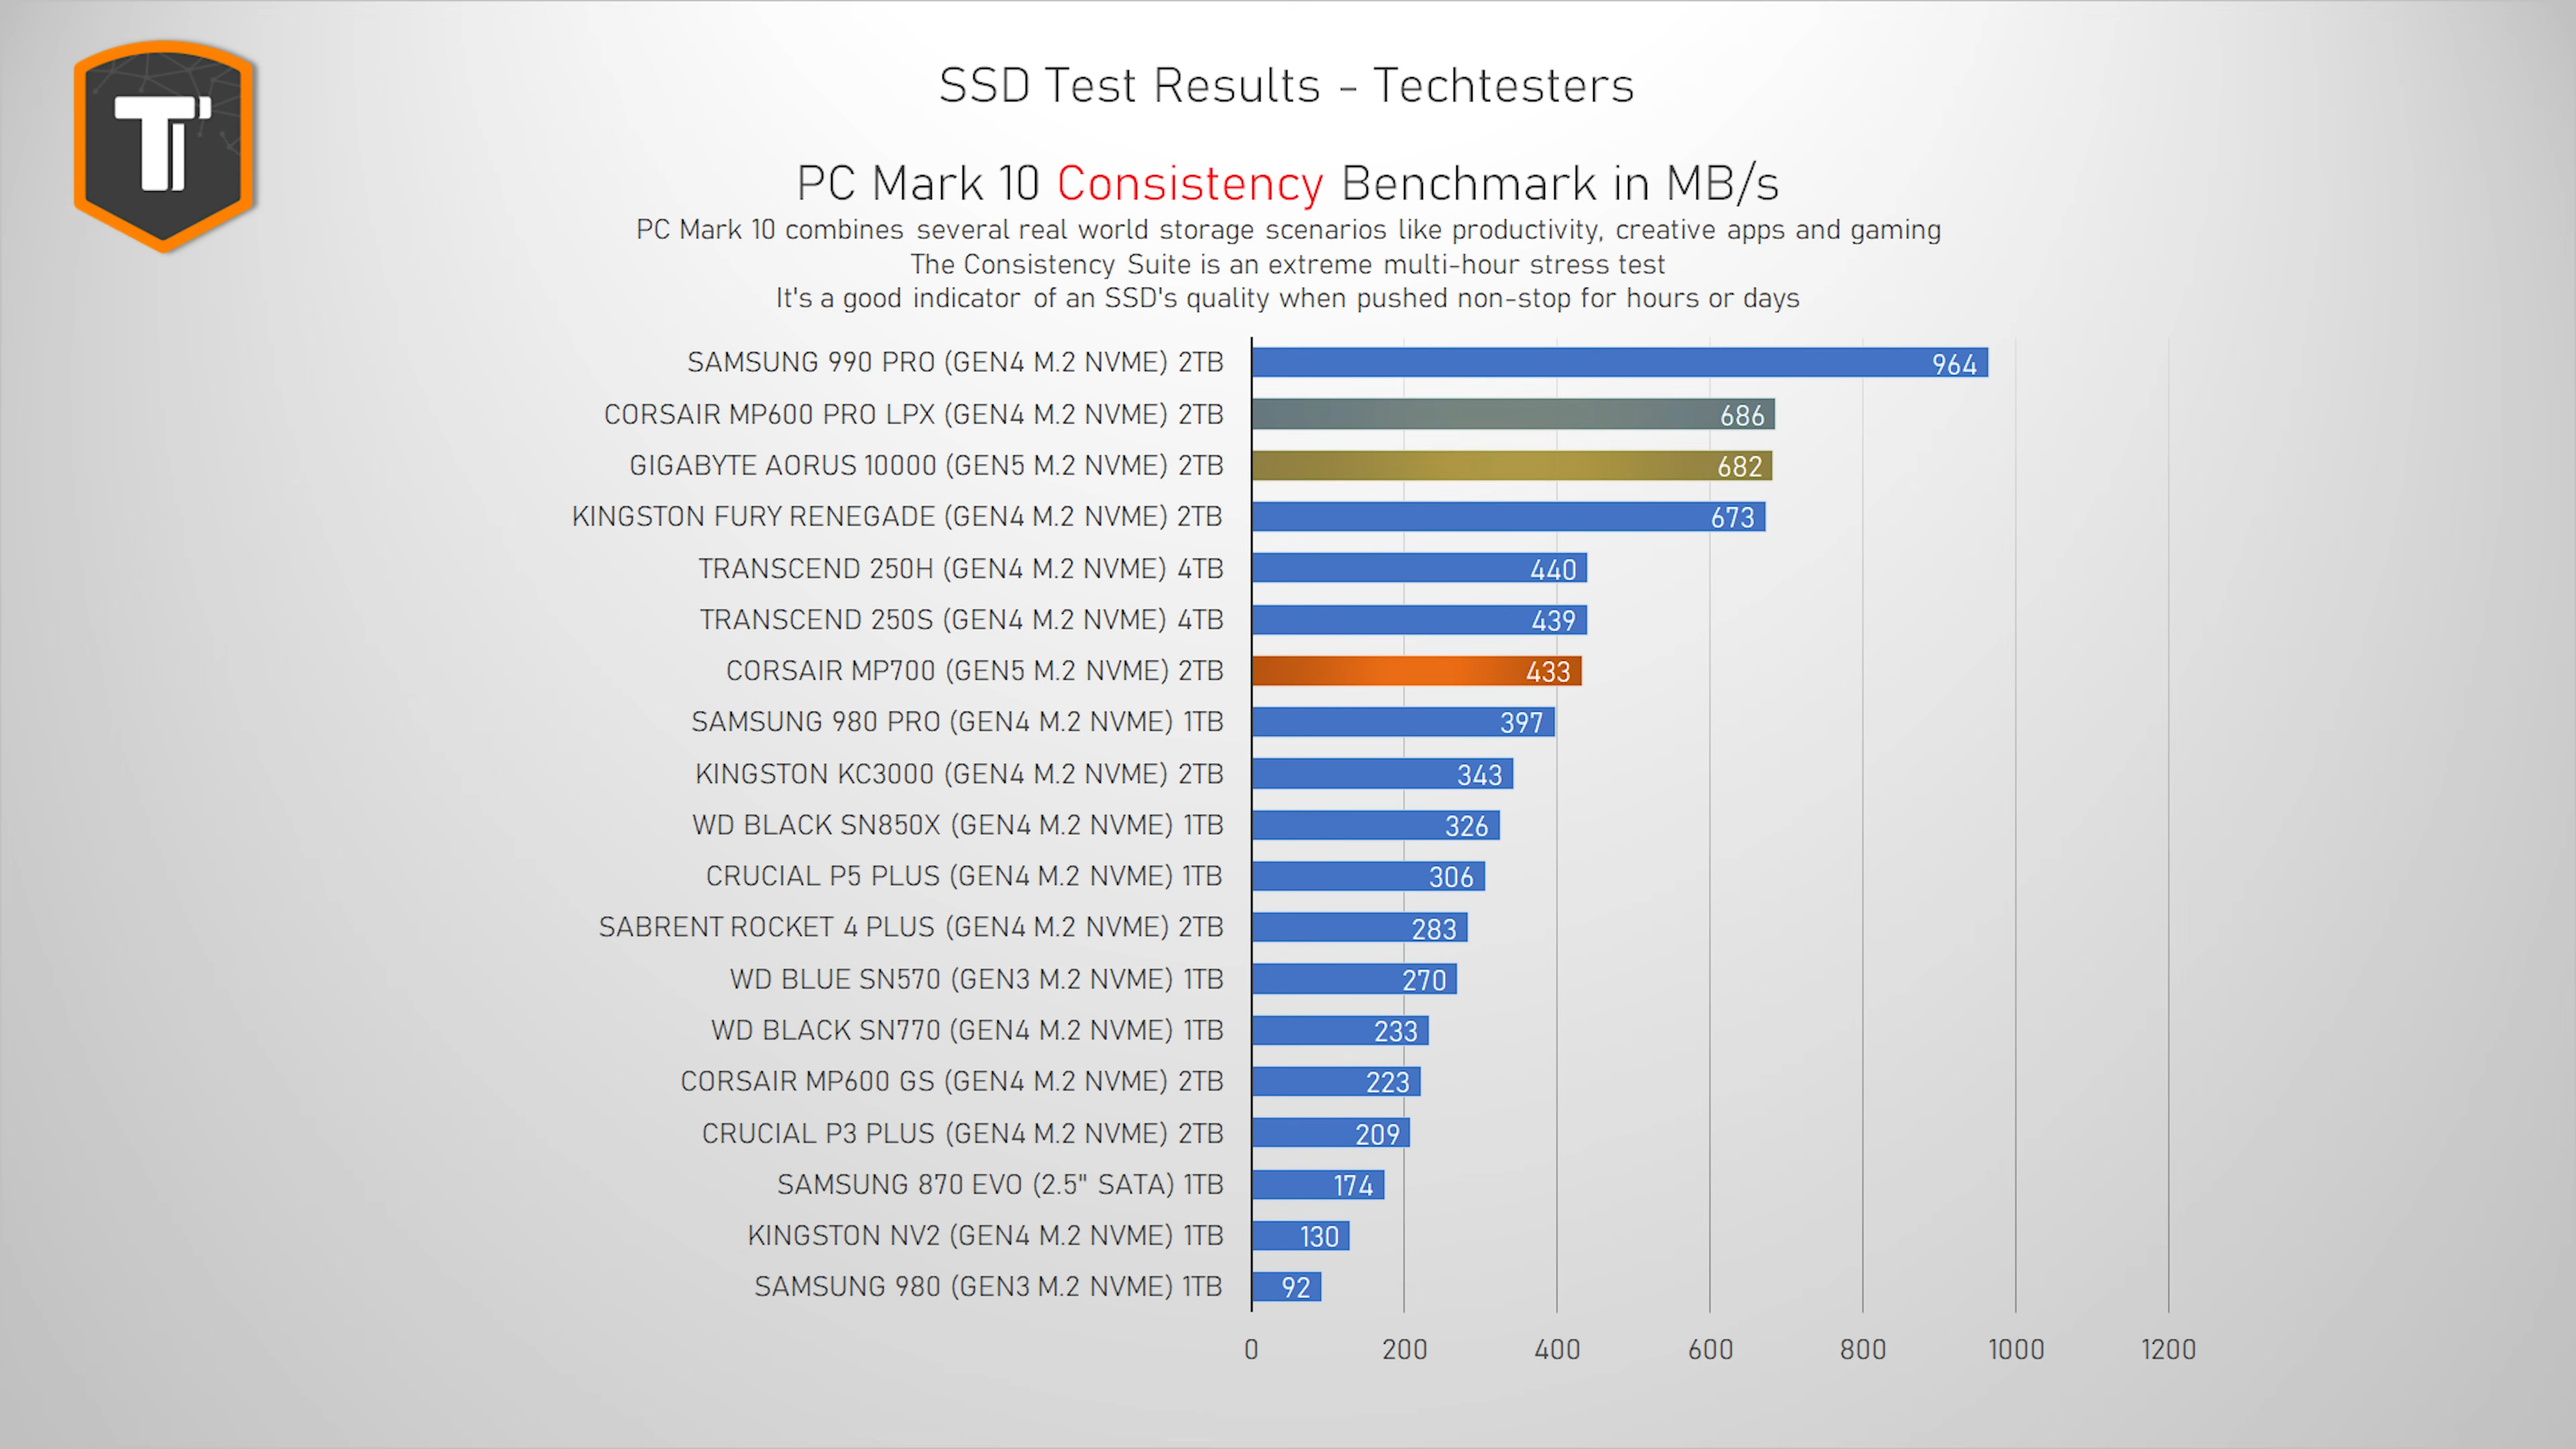 T
SSD Test Results - Techtesters
PC Mark 10 Consistency Benchmark in MB/s
PC Mark 10 combines several real world storage scenarios like productivity, creative apps and gaming
The Consistency Suite is an extreme multi-hour stress test
It's a good indicator of an SSD's quality when pushed non-stop for hours or days
SAMSUNG 990 PRO (GEN4 M.2 NVME) 2TB 964
CORSAIR MP600 PRO LPX (GEN4 M.2 NVME) 2TB 686
GIGABYTE AORUS 10000 (GEN5 M.2 NVME) 2TB 682
KINGSTON FURY RENEGADE (GEN4 M.2 NVME) 2TB 673
TRANSCEND 250H (GEN4 M.2 NVME) 4TB 440
TRANSCEND 250S (GEN4 M.2 NVME) 4TB 439
CORSAIR MP700 (GEN5 M.2 NVME) 2TB 433
SAMSUNG 980 PRO (GEN4 M.2 NVME) 1TB 397
KINGSTON KC3000 (GEN4 M.2 NVME) 2TB 343
WD BLACK SN850X (GEN4 M.2 NVME) 1TB 326
CRUCIAL P5 PLUS (GEN4 M.2 NVME) 1TB 306
SABRENT ROCKET 4 PLUS (GEN4 M.2 NVME) 2TB 283
WD BLUE SN570 (GEN3 M.2 NVME) 1TB 270
WD BLACK SN770 (GEN4 M.2 NVME) 1TB 233
CORSAIR MP600 GS (GEN4 M.2 NVME) 2TB 223
CRUCIAL P3 PLUS (GEN4 M.2 NVME) 2TB 209
SAMSUNG 870 EVO (2.5" SATA) 1TB 174
KINGSTON NV2 (GEN4 M.2 NVME) 1TB 130
SAMSUNG 980 (GEN3 M.2 NVME) 1TB 92
0 200 400 600 800 1000 1200